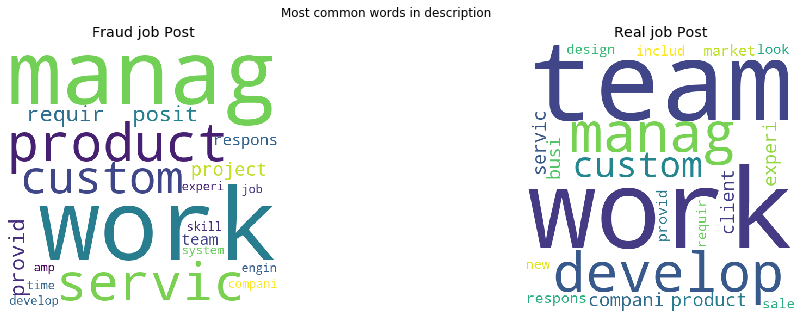 Most common words in description
Fraud job Post
manag
requir posit
product respons
custom project
experi job
work
skill
team
system
provid
amp engin
time servic compani
develop
Real job Post
design includ market look
team
servic busi manag experi
custom
work
provid requir client
new develop
respons compani product sale